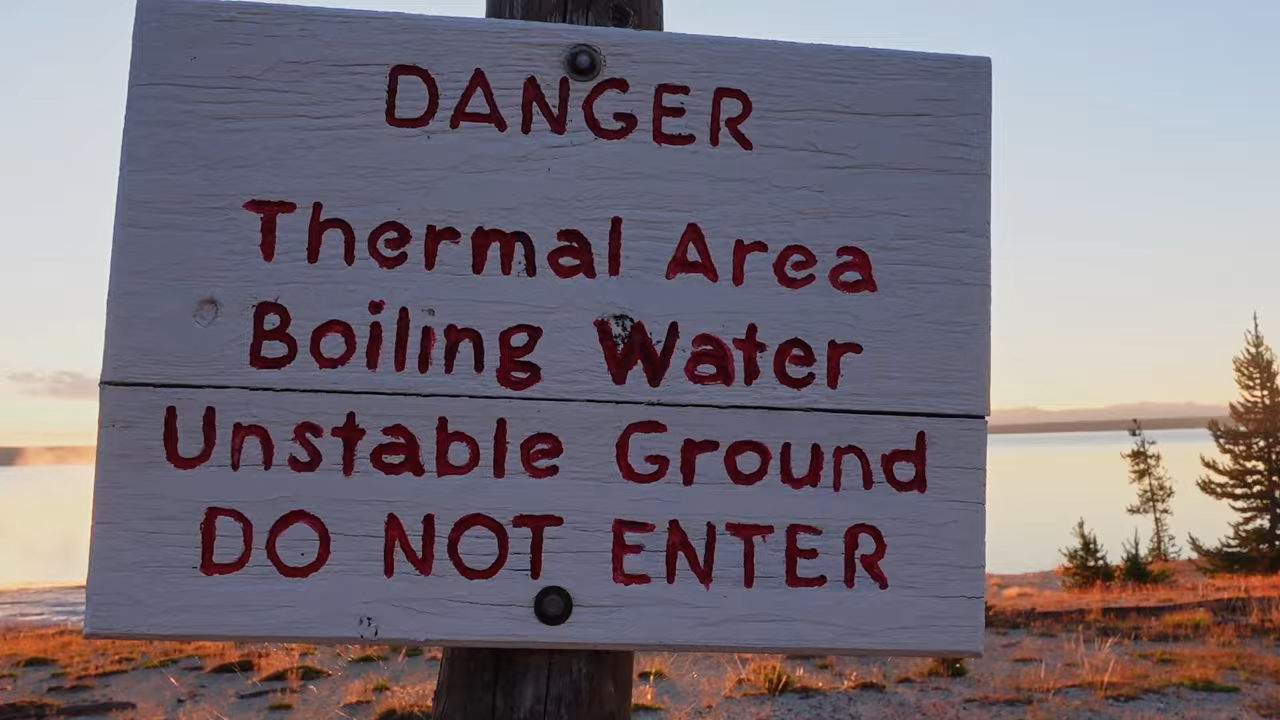 DANGER
Thermal Area
Boiling Water
Unstable Ground
DO NOT ENTER